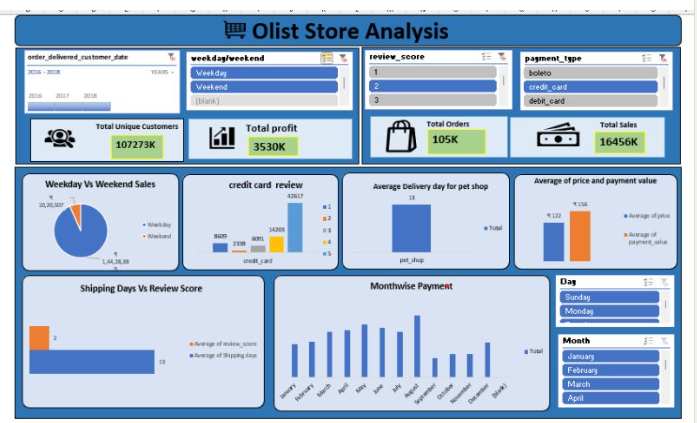 Olist Store Analysis
order_delivered_customer_date
2016 - 2018
YEARS
2016 2017 2018
weekday/weekend
Weekday
Weekend
(blank)
review_score
1
2
3
payment_type
boleto
credit_card
debit_card
Total Unique Customers
107273K
Total profit
3530K
Total Orders
105K
Total Sales
16456K
Weekday Vs Weekend Sales
₹
20,20,507
₹
1,44,28,38
Weekday
Weekend
credit card review
8609
2338
6091
14203
42617
credit_card
1
2
3
4
5
Average Delivery day for pet shop
13
pet_shop
Total
Average of price and payment value
₹ 122
₹ 156
Average of price
Average of
payment_value
Shipping Days Vs Review Score
2
13
Average of review_score
Average of Shipping days
Monthwise Payment
January
February
March
April
May
June
July
August
September
October
November
December
(blank)
Total
Day
Sunday
Monday
Month
January
February
March
April